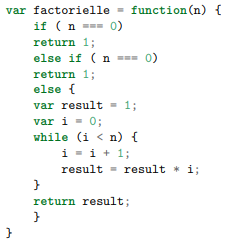 var factorielle = function(n) {
if ( n === 0)
return 1;
else if ( n === 0)
return 1;
else {
var result = 1;
var i = 0;
while (i < n) {
i = i + 1;
result = result * i;
}
return result;
}
}